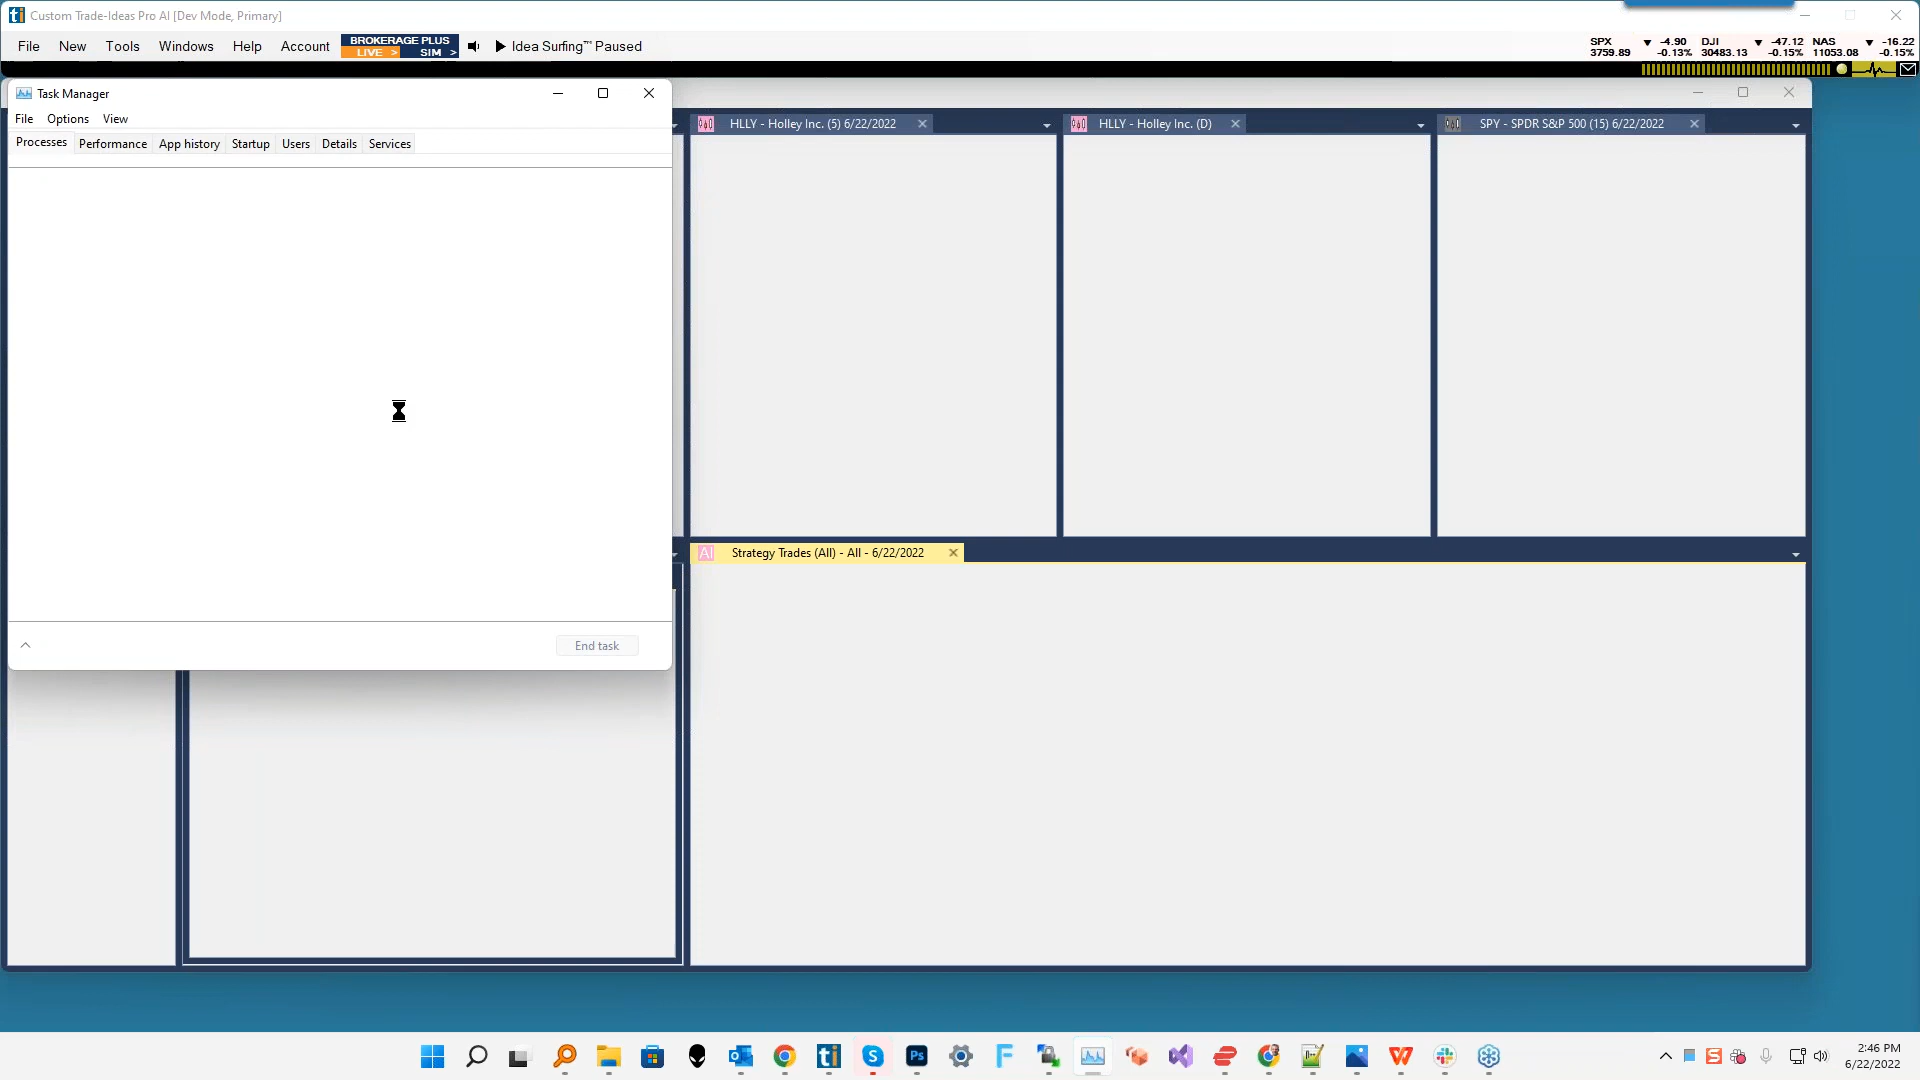 Custom Trade-Ideas Pro AI [Dev Mode, Primary]
File New Tools Windows Help Account BROKERAGE PLUS LIVE > SIM > Idea Surfing™ Paused
SPX ▼ -4.90 DJI ▼ -47.12 NAS ▼ -16.22
3759.89 -0.13% 30483.13 -0.15% 11053.08 -0.15%
Task Manager
File Options View
Processes Performance App history Startup Users Details Services
HLLY - Holley Inc. (5) 6/22/2022
HLLY - Holley Inc. (D)
SPY - SPDR S&P 500 (15) 6/22/2022
AI Strategy Trades (All) - All - 6/22/2022
End task
2:46 PM
6/22/2022